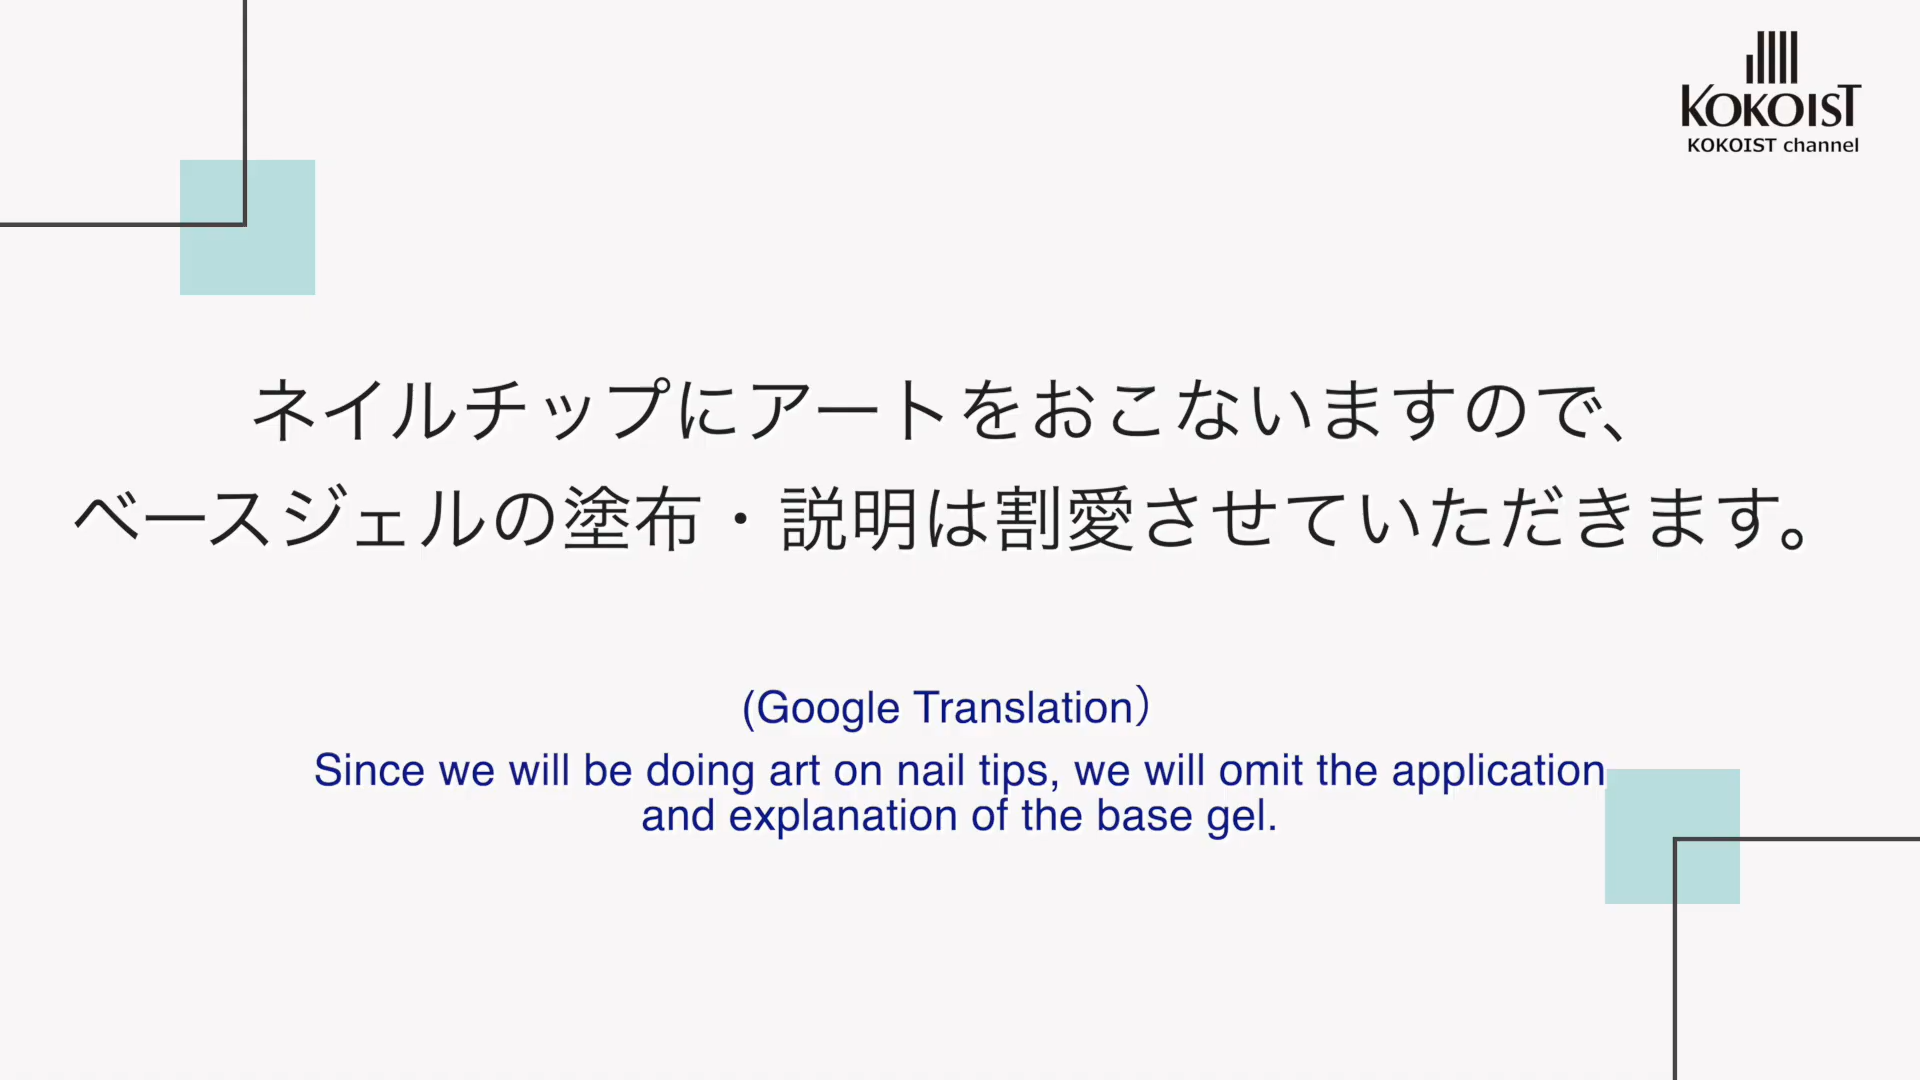 KOKOIST
KOKOIST channel
ネイルチップにアートをおこないますので、
ベースジェルの塗布・説明は割愛させていただきます。
(Google Translation）
Since we will be doing art on nail tips, we will omit the application
and explanation of the base gel.